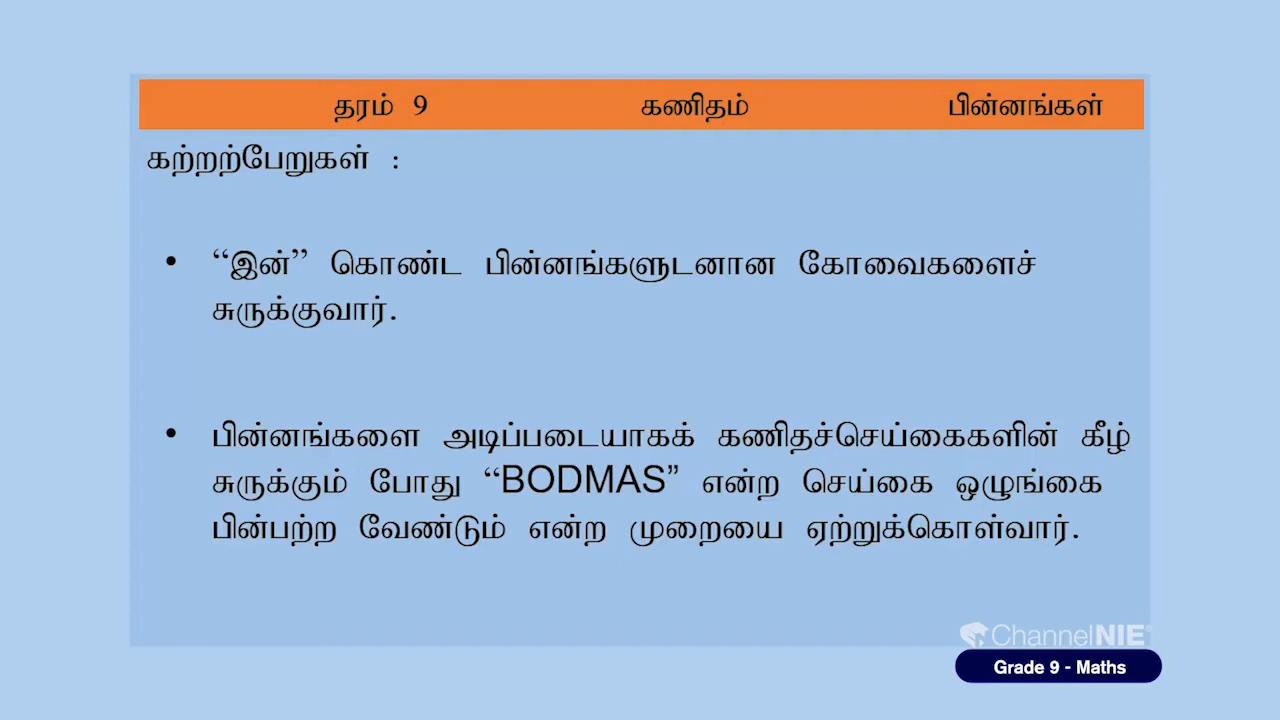 தரம் 9 கணிதம் பின்னங்கள்
கற்றற்பேறுகள் :
• “இன்” கொண்ட பின்னங்களுடனான கோவைகளைச்
சுருக்குவார்.
• பின்னங்களை அடிப்படையாகக் கணிதச்செய்கைகளின் கீழ்
சுருக்கும் போது “BODMAS” என்ற செய்கை ஒழுங்கை
பின்பற்ற வேண்டும் என்ற முறையை ஏற்றுக்கொள்வார்.
ChannelNIE
Grade 9 - Maths